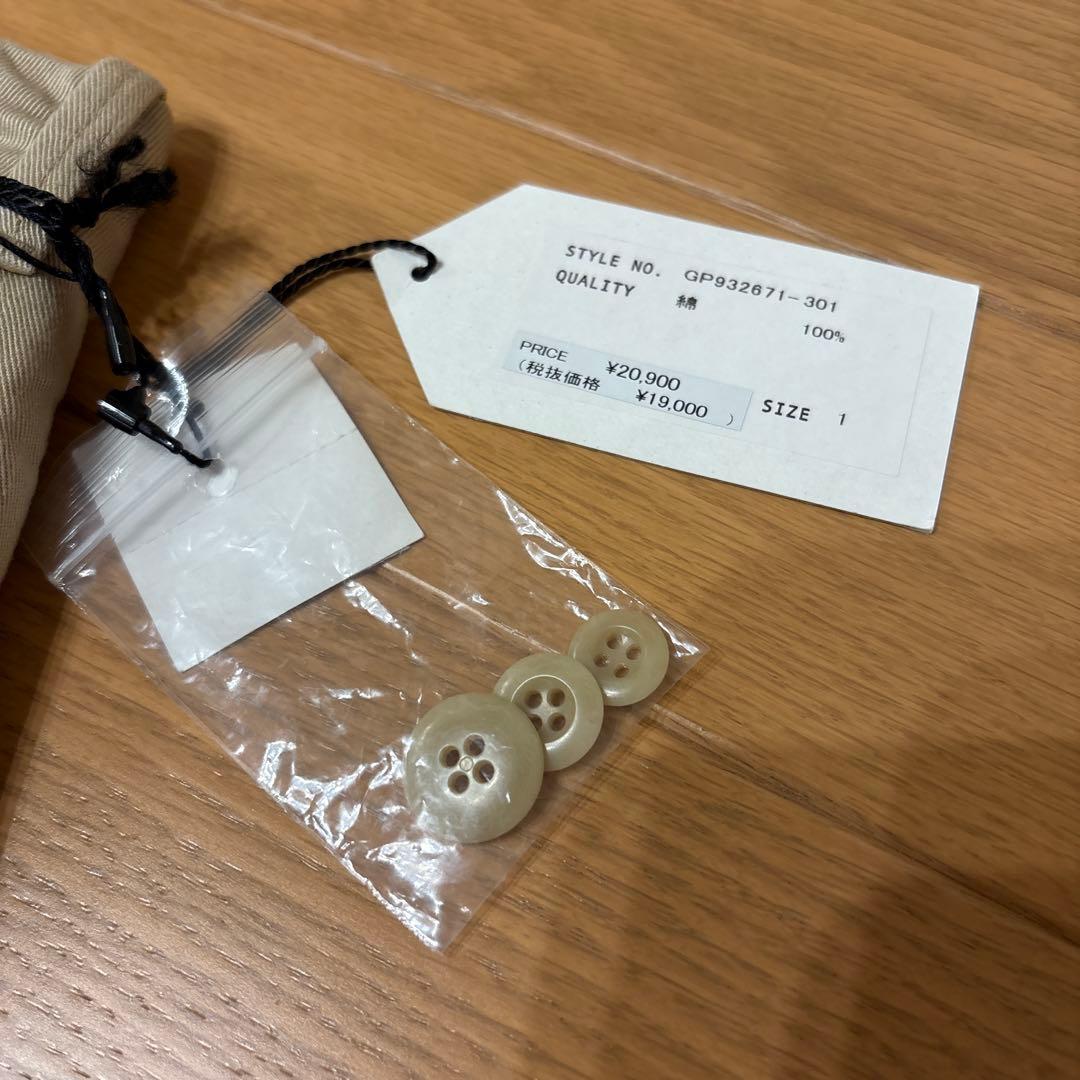 STYLE NO. GP932671-301
QUALITY 綿 100%
PRICE ¥20,900
(税抜価格 ¥19,000 )
SIZE 1